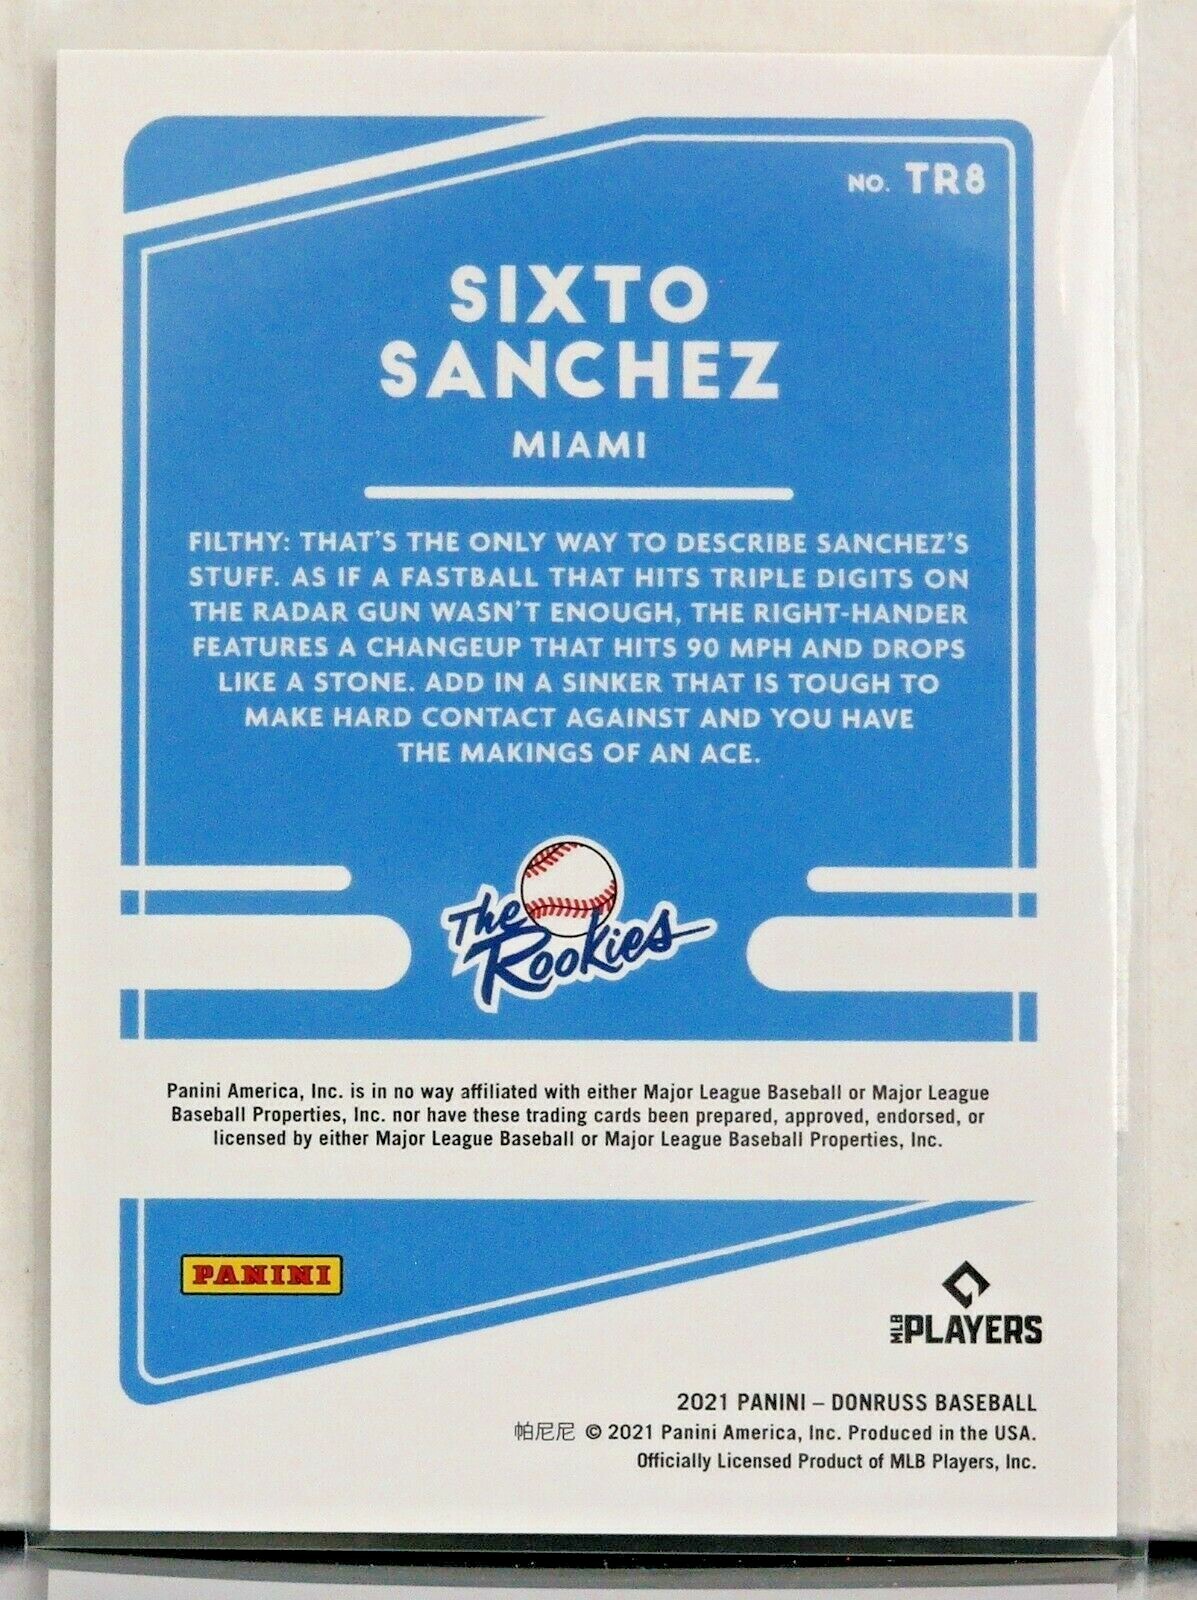 NO. TR8
SIXTO
SANCHEZ
MIAMI
FILTHY: THAT'S THE ONLY WAY TO DESCRIBE SANCHEZ'S
STUFF. AS IF A FASTBALL THAT HITS TRIPLE DIGITS ON
THE RADAR GUN WASN'T ENOUGH, THE RIGHT-HANDER
FEATURES A CHANGEUP THAT HITS 90 MPH AND DROPS
LIKE A STONE. ADD IN A SINKER THAT IS TOUGH TO
MAKE HARD CONTACT AGAINST AND YOU HAVE
THE MAKINGS OF AN ACE.
The
Rookies
Panini America, Inc. is in no way affiliated with either Major League Baseball or Major League
Baseball Properties, Inc. nor have these trading cards been prepared, approved, endorsed, or
licensed by either Major League Baseball or Major League Baseball Properties, Inc.
PANINI
MLB PLAYERS
2021 PANINI – DONRUSS BASEBALL
帕尼尼 © 2021 Panini America, Inc. Produced in the USA.
Officially Licensed Product of MLB Players, Inc.